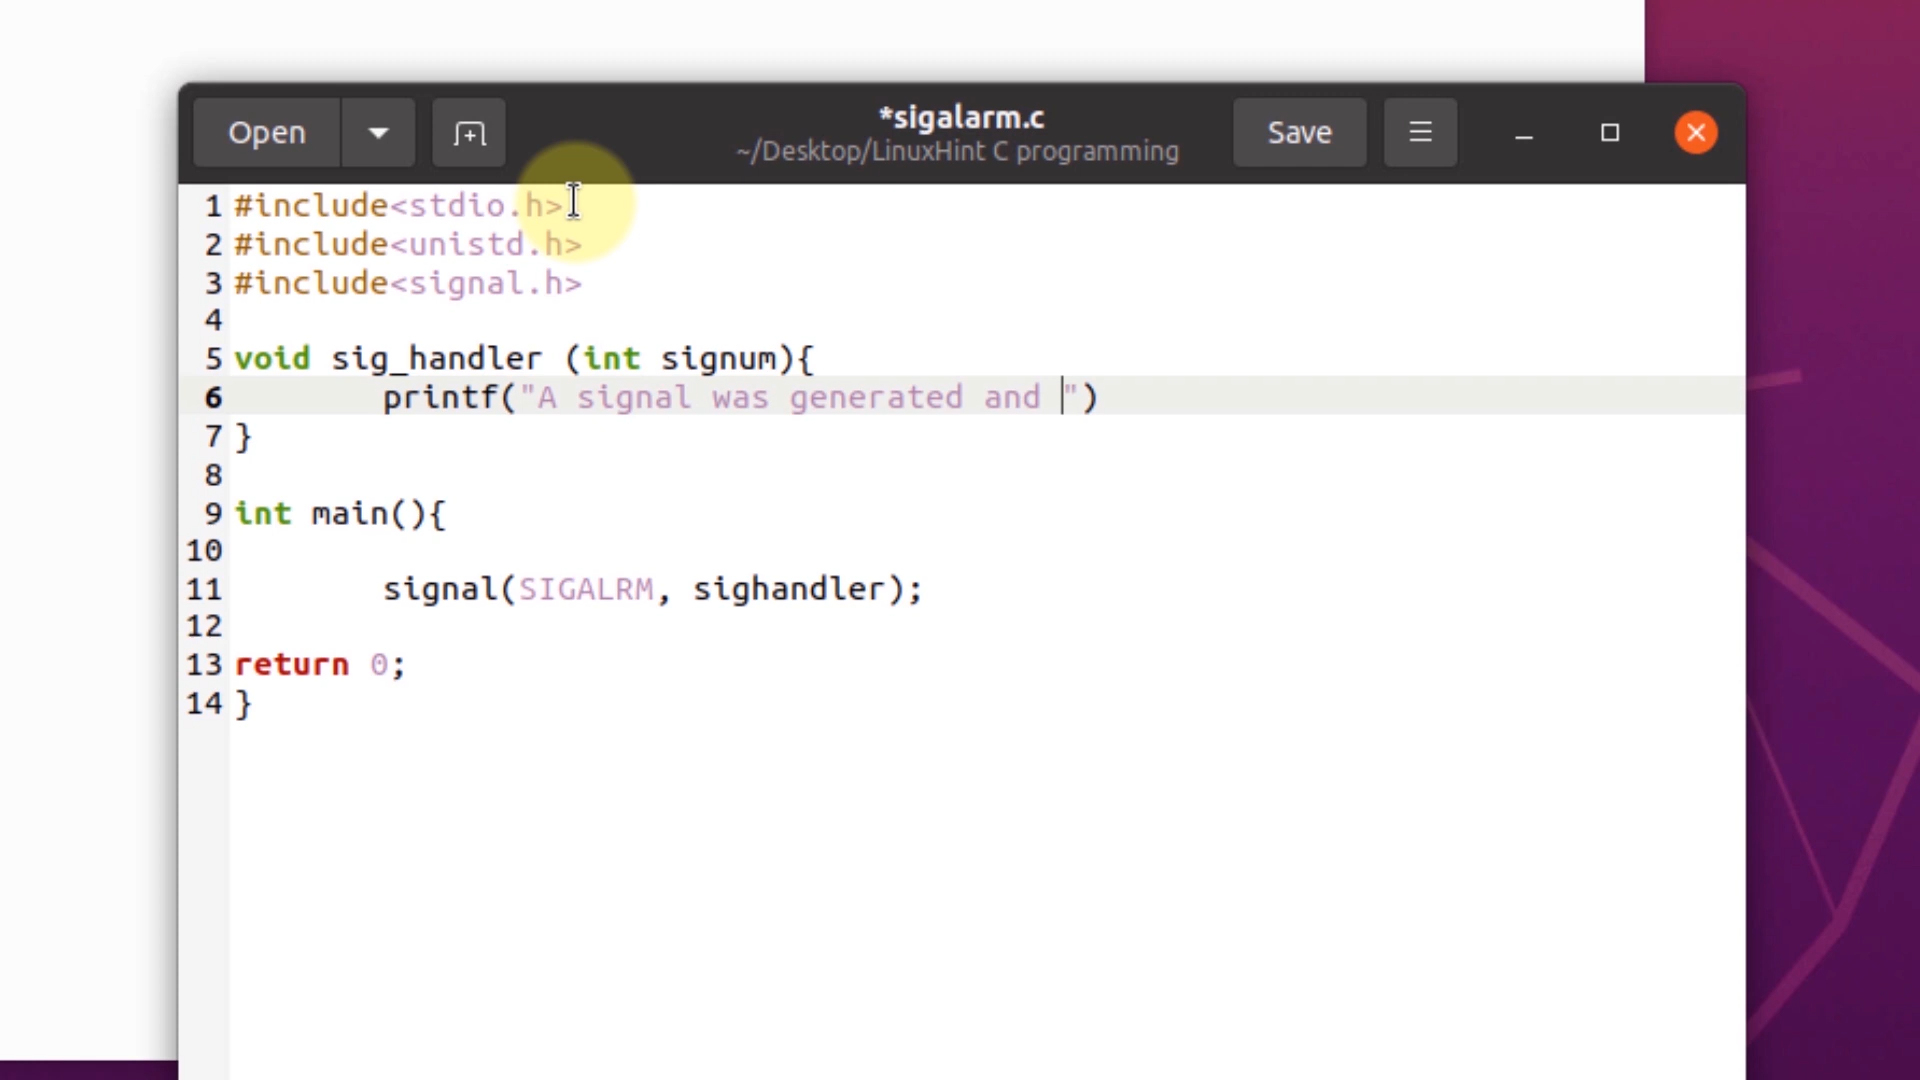 Open
*sigalarm.c
~/Desktop/LinuxHint C programming
Save
1 #include<stdio.h>
2 #include<unistd.h>
3 #include<signal.h>
4
5 void sig_handler (int signum){
6         printf("A signal was generated and ")
7 }
8
9 int main(){
10
11         signal(SIGALRM, sighandler);
12
13 return 0;
14 }